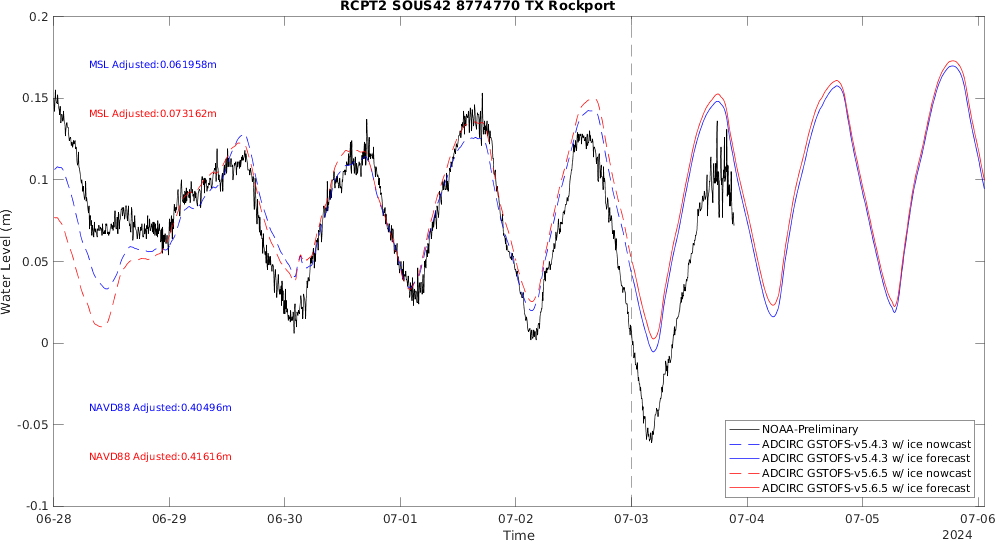 RCPT2 SOUS42 8774770 TX Rockport
0.2
0.15
0.1
0.05
0
-0.05
-0.1
Water Level (m)
MSL Adjusted:0.061958m
MSL Adjusted:0.073162m
NAVD88 Adjusted:0.40496m
NAVD88 Adjusted:0.41616m
NOAA-Preliminary
ADCIRC GSTOFS-v5.4.3 w/ ice nowcast
ADCIRC GSTOFS-v5.4.3 w/ ice forecast
ADCIRC GSTOFS-v5.6.5 w/ ice nowcast
ADCIRC GSTOFS-v5.6.5 w/ ice forecast
06-28 06-29 06-30 07-01 07-02 07-03 07-04 07-05 07-06
Time
2024